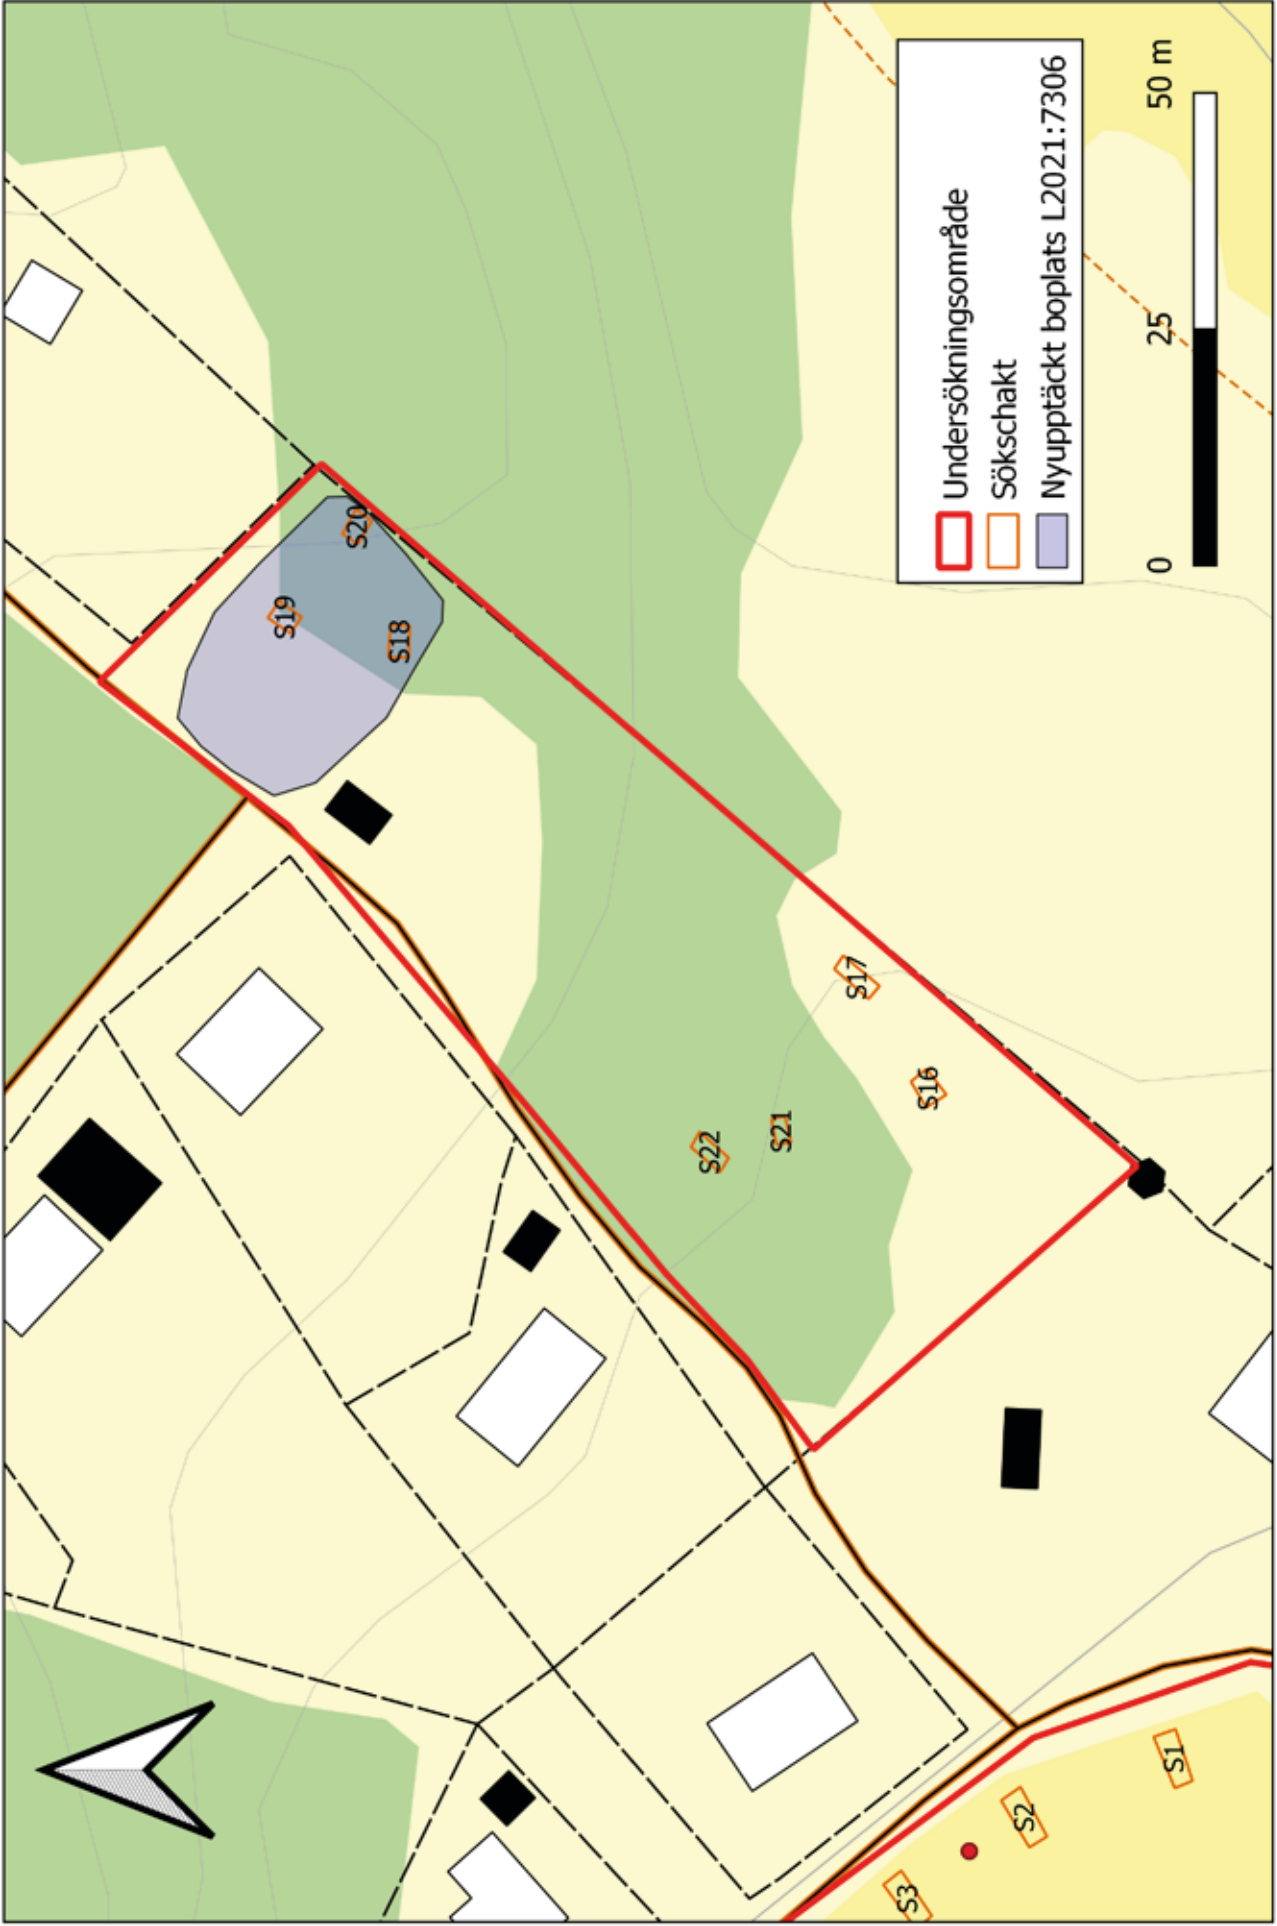 S20
S19
S18
S17
S16
S22
S21
S1
S2
S3
Undersökningsområde
Sökschakt
Nyupptäckt boplats L2021:7306
0 25 50 m